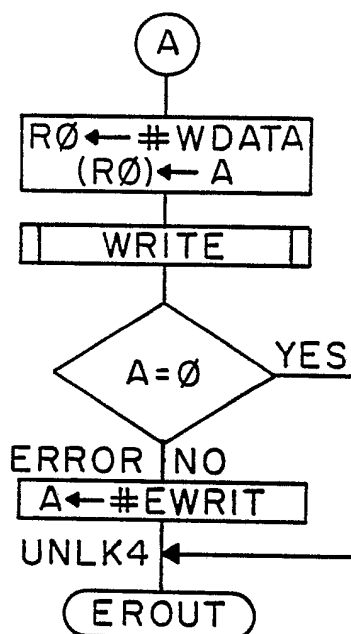 A
RØ ← #WDATA
(RØ) ← A
WRITE
A=Ø
YES
ERROR NO
A ← #EWRIT
UNLK4
EROUT